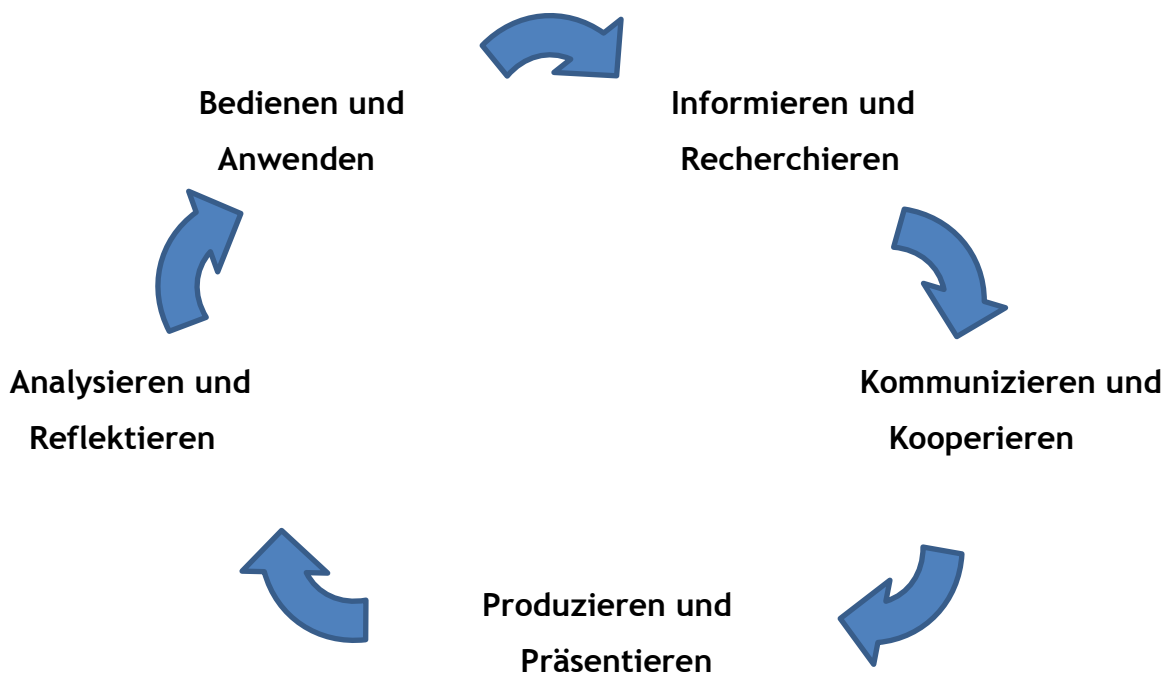 Bedienen und
Anwenden
Informieren und
Recherchieren
Kommunizieren und
Kooperieren
Produzieren und
Präsentieren
Analysieren und
Reflektieren